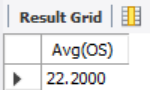 Result Grid
Avg(OS)
22.2000